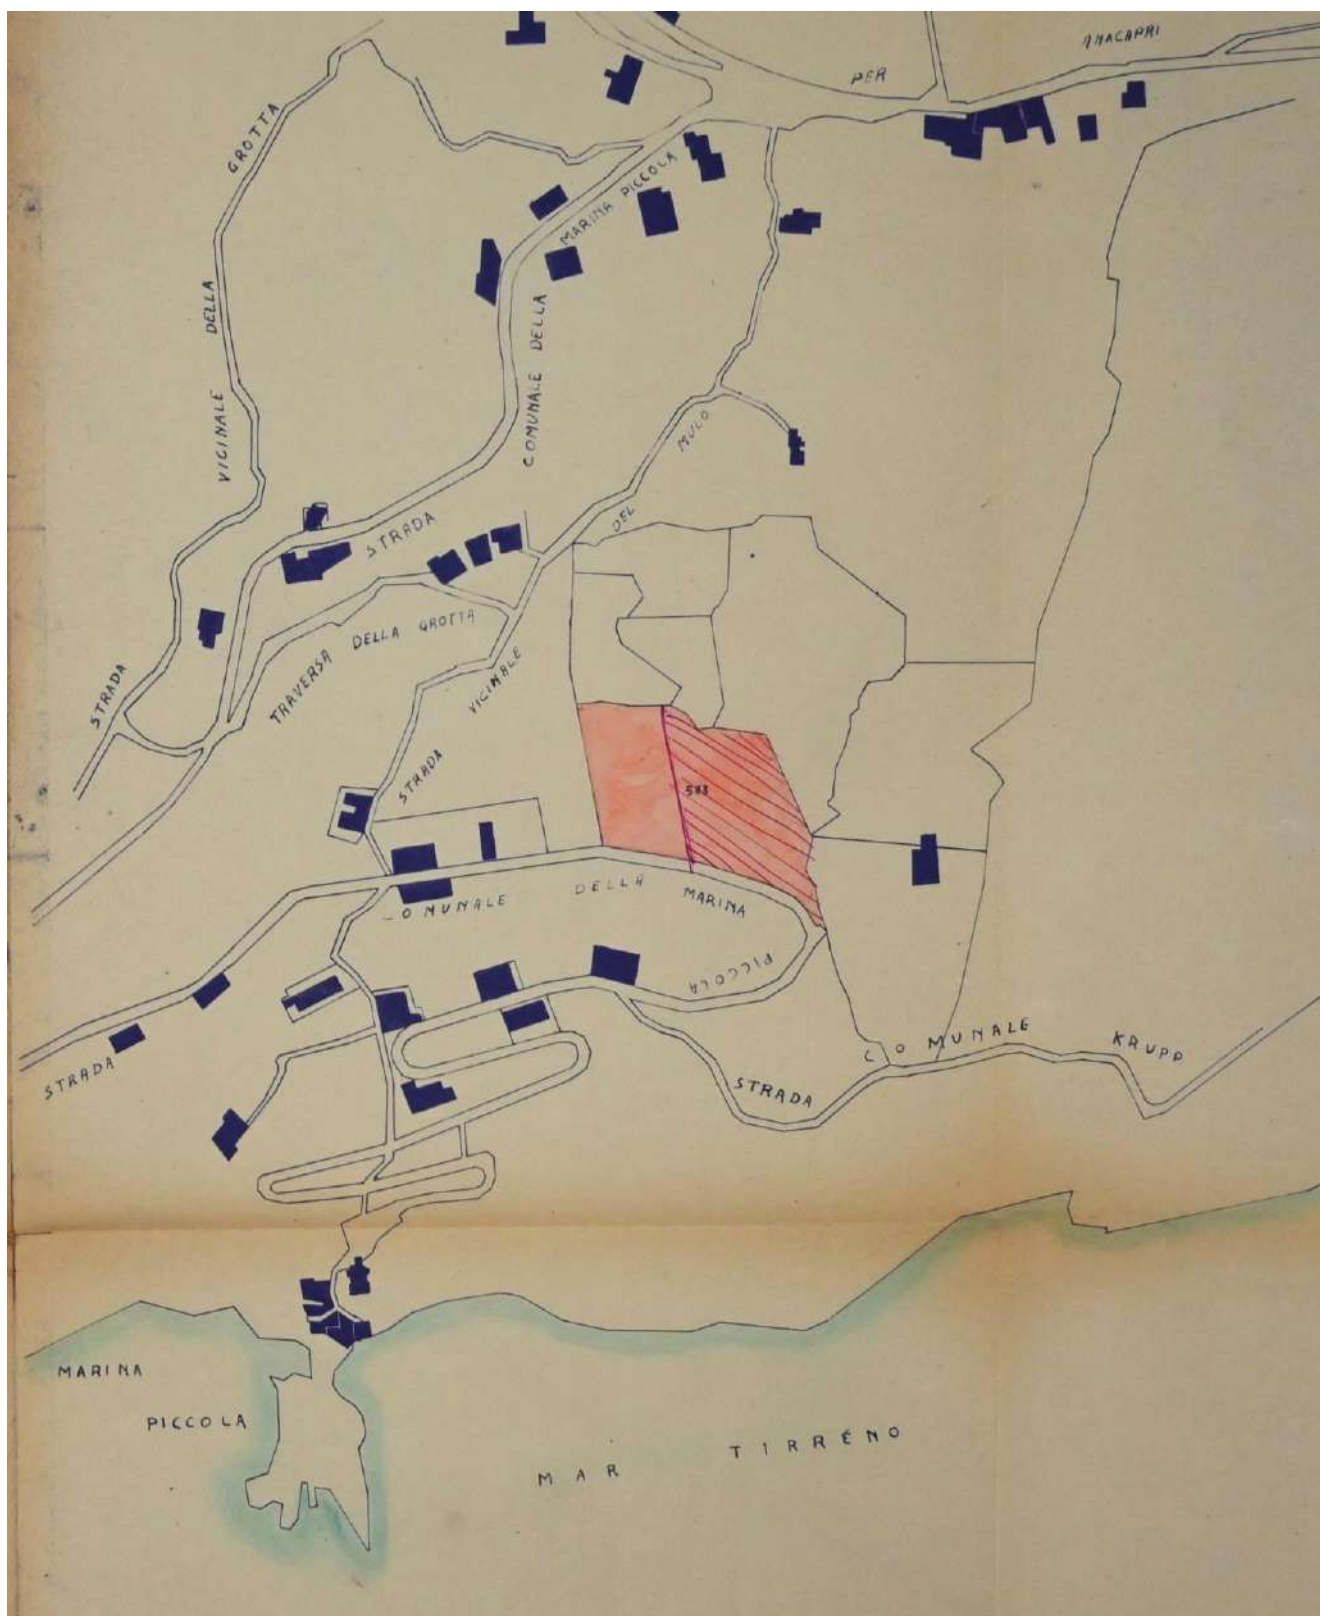 PER ANACAPRI
STRADA VICINALE DELLA GROTTA
STRADA COMUNALE DELLA MARINA PICCOLA
STRADA VICINALE DEL MULO
TRAVERSA DELLA GROTTA
583
STRADA COMUNALE DELLA MARINA PICCOLA
STRADA COMUNALE KRUPP
MARINA
PICCOLA
MAR TIRRENO